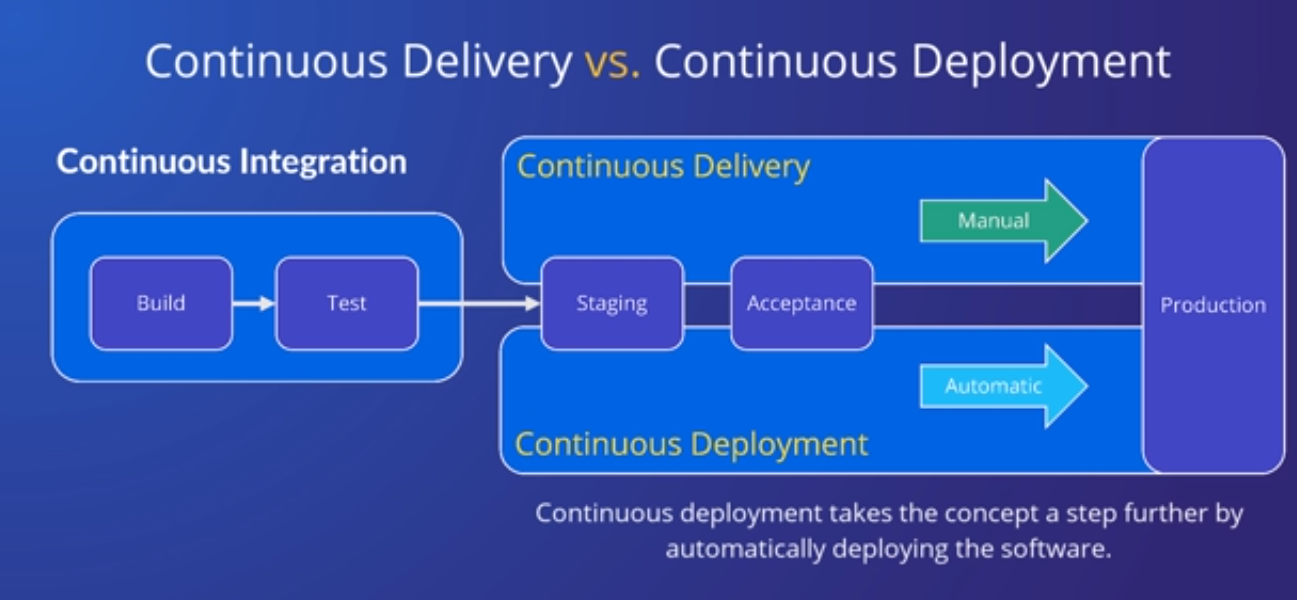 Continuous Delivery vs. Continuous Deployment
Continuous Integration
Build
Test
Continuous Delivery
Manual
Staging
Acceptance
Production
Automatic
Continuous Deployment
Continuous deployment takes the concept a step further by
automatically deploying the software.